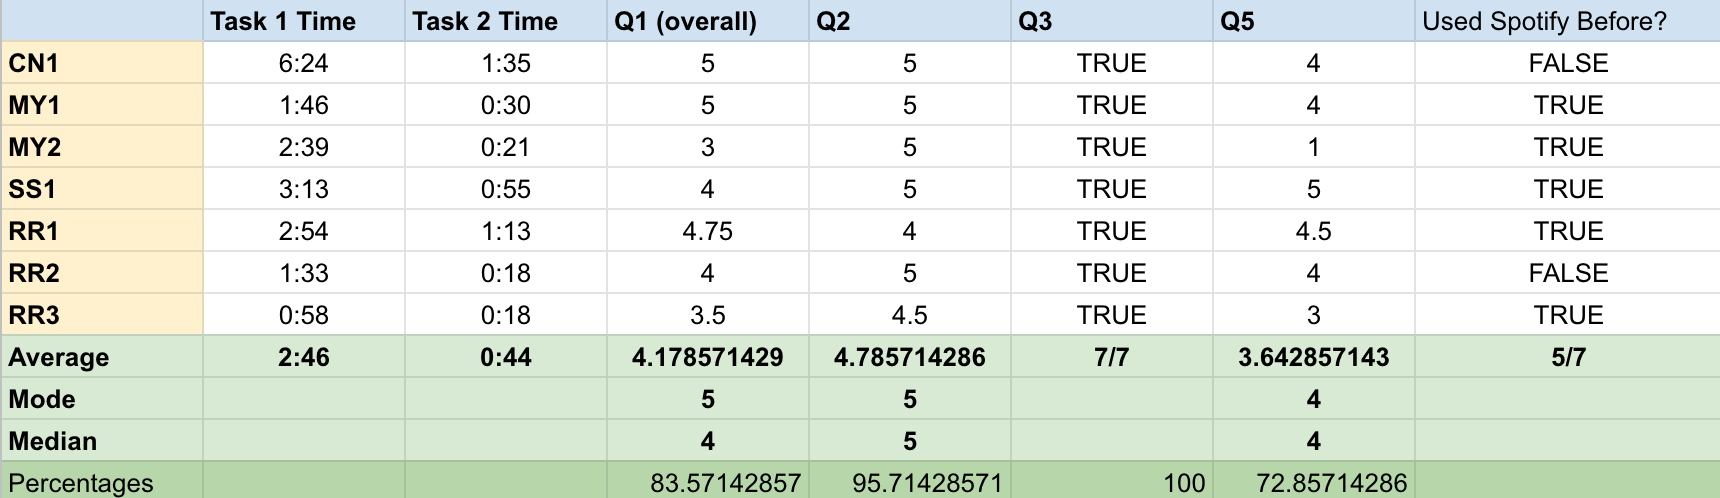 Task 1 Time Task 2 Time Q1 (overall) Q2 Q3 Q5 Used Spotify Before?
CN1 6:24 1:35 5 5 TRUE 4 FALSE
MY1 1:46 0:30 5 5 TRUE 4 TRUE
MY2 2:39 0:21 3 5 TRUE 1 TRUE
SS1 3:13 0:55 4 5 TRUE 5 TRUE
RR1 2:54 1:13 4.75 4 TRUE 4.5 TRUE
RR2 1:33 0:18 4 5 TRUE 4 FALSE
RR3 0:58 0:18 3.5 4.5 TRUE 3 TRUE
Average 2:46 0:44 4.178571429 4.785714286 7/7 3.642857143 5/7
Mode 5 5 4
Median 4 5 4
Percentages 83.57142857 95.71428571 100 72.85714286